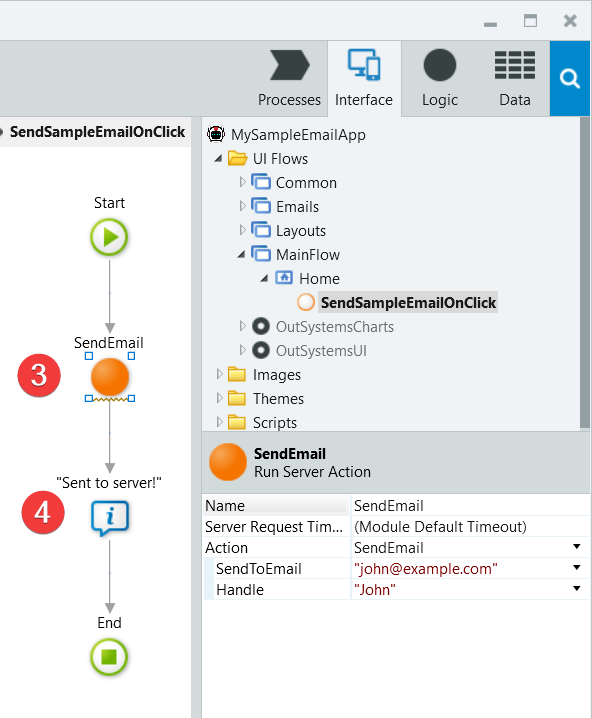 Processes Interface Logic Data
SendSampleEmailOnClick
Start
SendEmail
3
"Sent to server!"
4
End
MySampleEmailApp
UI Flows
Common
Emails
Layouts
MainFlow
Home
SendSampleEmailOnClick
OutSystemsCharts
OutSystemsUI
Images
Themes
Scripts
SendEmail
Run Server Action
Name SendEmail
Server Request Tim... (Module Default Timeout)
Action SendEmail
SendToEmail "john@example.com"
Handle "John"